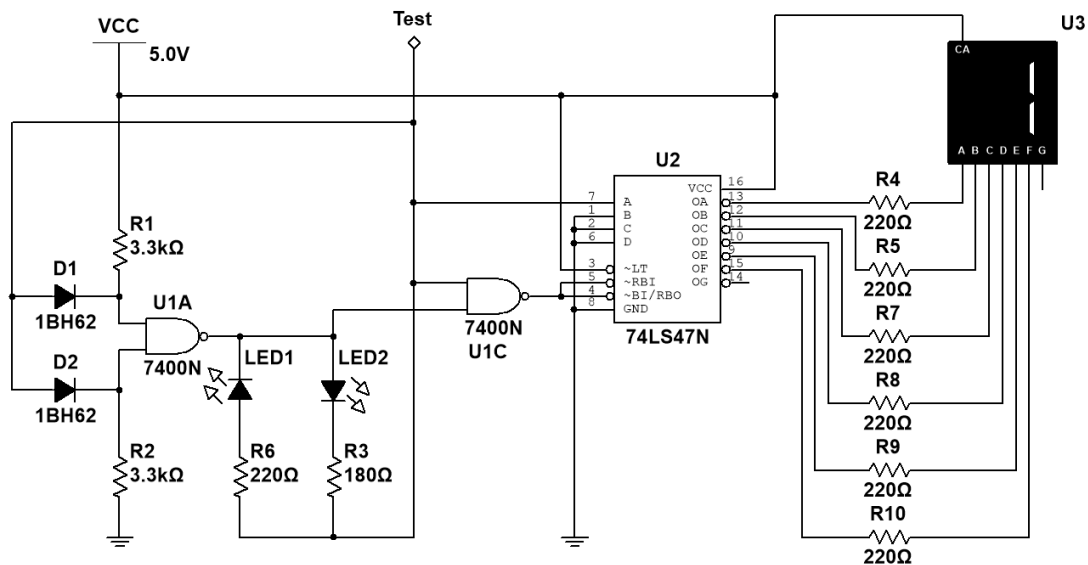 VCC
5.0V
Test
U3
CA
A B C D E F G
R1
3.3kΩ
D1
1BH62
D2
1BH62
U1A
7400N
R2
3.3kΩ
LED1
LED2
R6
220Ω
R3
180Ω
7400N
U1C
U2
7 A
1 B
2 C
6 D
3 ~LT
5 ~RBI
4 ~BI/RBO
8 GND
VCC 16
OA 13
OB 12
OC 11
OD 10
OE 9
OF 15
OG 14
74LS47N
R4
220Ω
R5
220Ω
R7
220Ω
R8
220Ω
R9
220Ω
R10
220Ω